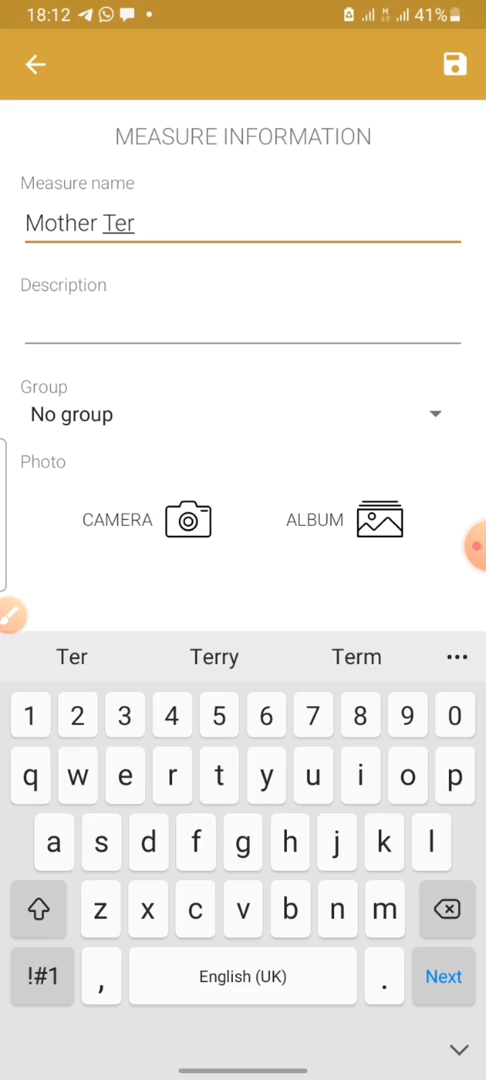 18:12 41%
MEASURE INFORMATION
Measure name
Mother Ter
Description
Group
No group
Photo
CAMERA ALBUM
Ter Terry Term ...
1 2 3 4 5 6 7 8 9 0
q w e r t y u i o p
a s d f g h j k l
z x c v b n m
!#1 , English (UK) . Next